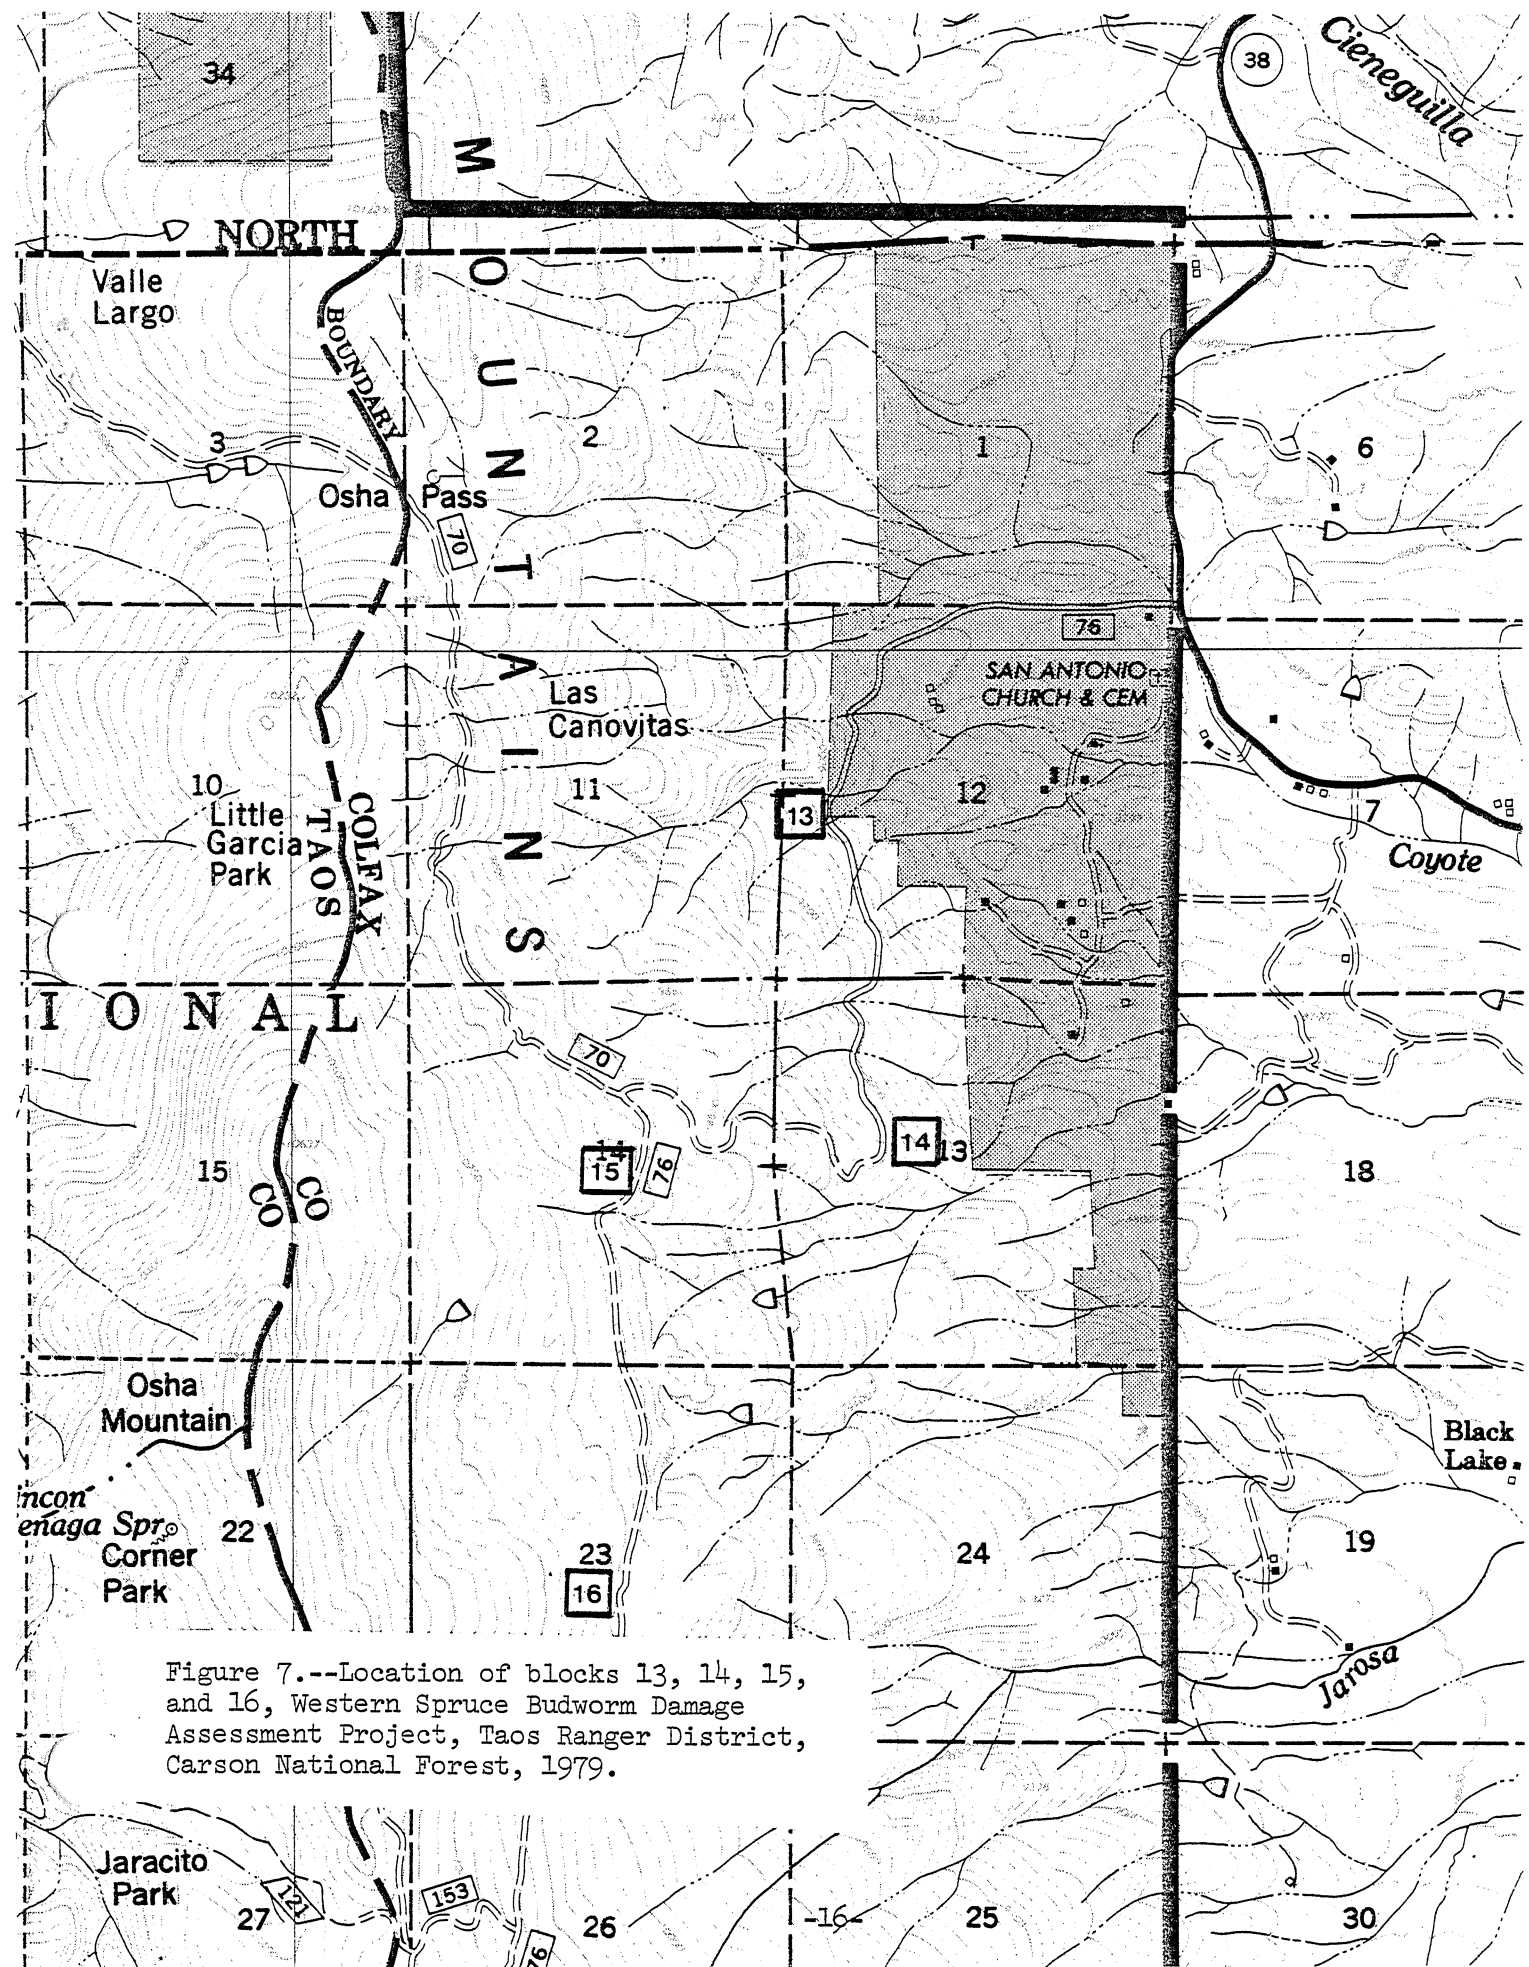 34
38
Cieneguilla
M
NORTH
Valle
Largo
O
BOUNDARY
U
3
2
1
6
N
Osha Pass
70
T
76
SAN ANTONIO
CHURCH & CEM
A
Las
Canovitas
I
10
11
12
Little
Garcia
Park
COLFAX
TAOS
13
7
N
Coyote
S
IONAL
70
14
15
14
13
76
15
18
CO
CO
Osha
Mountain
Black
Lake
ncon
enaga Spr
22
Corner
Park
23
24
19
16
Jarosa
Figure 7.--Location of blocks 13, 14, 15,
and 16, Western Spruce Budworm Damage
Assessment Project, Taos Ranger District,
Carson National Forest, 1979.
Jaracito
Park
121
153
27
26
-16-
25
30
76